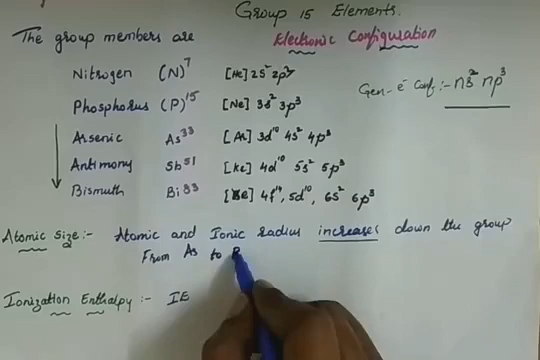 Group 15 Elements.
The group members are
Electronic Configuration
Nitrogen (N)⁷ [He] 2s² 2p³
Gen-e⁻ Conf:- ns² np³
Phosphorus (P)¹⁵ [Ne] 3s² 3p³
Arsenic As³³ [Ar] 3d¹⁰ 4s² 4p³
Antimony Sb⁵¹ [Kr] 4d¹⁰ 5s² 5p³
Bismuth Bi⁸³ [Xe] 4f¹⁴, 5d¹⁰, 6s² 6p³
Atomic Size:- Atomic and Ionic radius increases down the group
From As to
Ionization Enthalpy:- IE